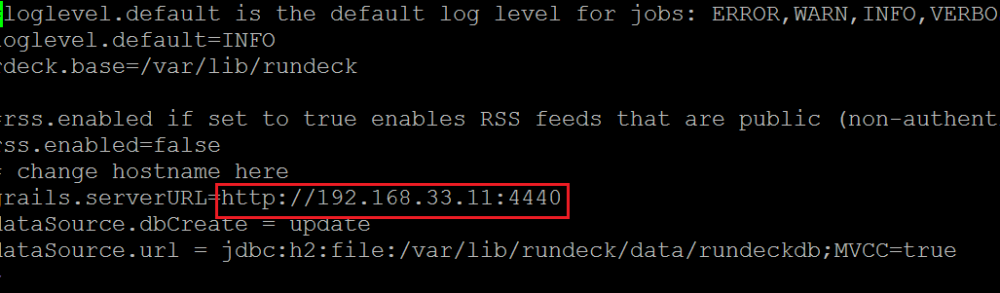 loglevel.default is the default log level for jobs: ERROR,WARN,INFO,VERBO
loglevel.default=INFO
rdeck.base=/var/lib/rundeck
rss.enabled if set to true enables RSS feeds that are public (non-authent
rss.enabled=false
change hostname here
grails.serverURL=http://192.168.33.11:4440
dataSource.dbCreate = update
dataSource.url = jdbc:h2:file:/var/lib/rundeck/data/rundeckdb;MVCC=true